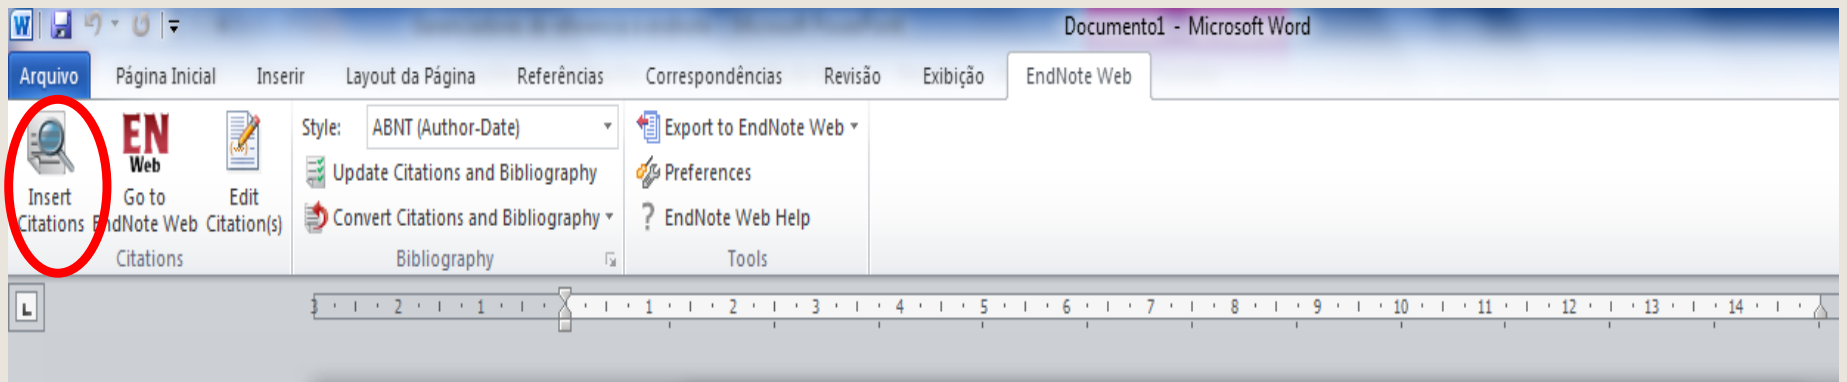 W
Documento1 - Microsoft Word
Arquivo Página Inicial Inserir Layout da Página Referências Correspondências Revisão Exibição EndNote Web
Insert Citations
EN Web
Go to EndNote Web
Edit Citation(s)
Citations
Style: ABNT (Author-Date)
Update Citations and Bibliography
Convert Citations and Bibliography
Bibliography
Export to EndNote Web
Preferences
? EndNote Web Help
Tools
L
3 2 1 1 2 3 4 5 6 7 8 9 10 11 12 13 14